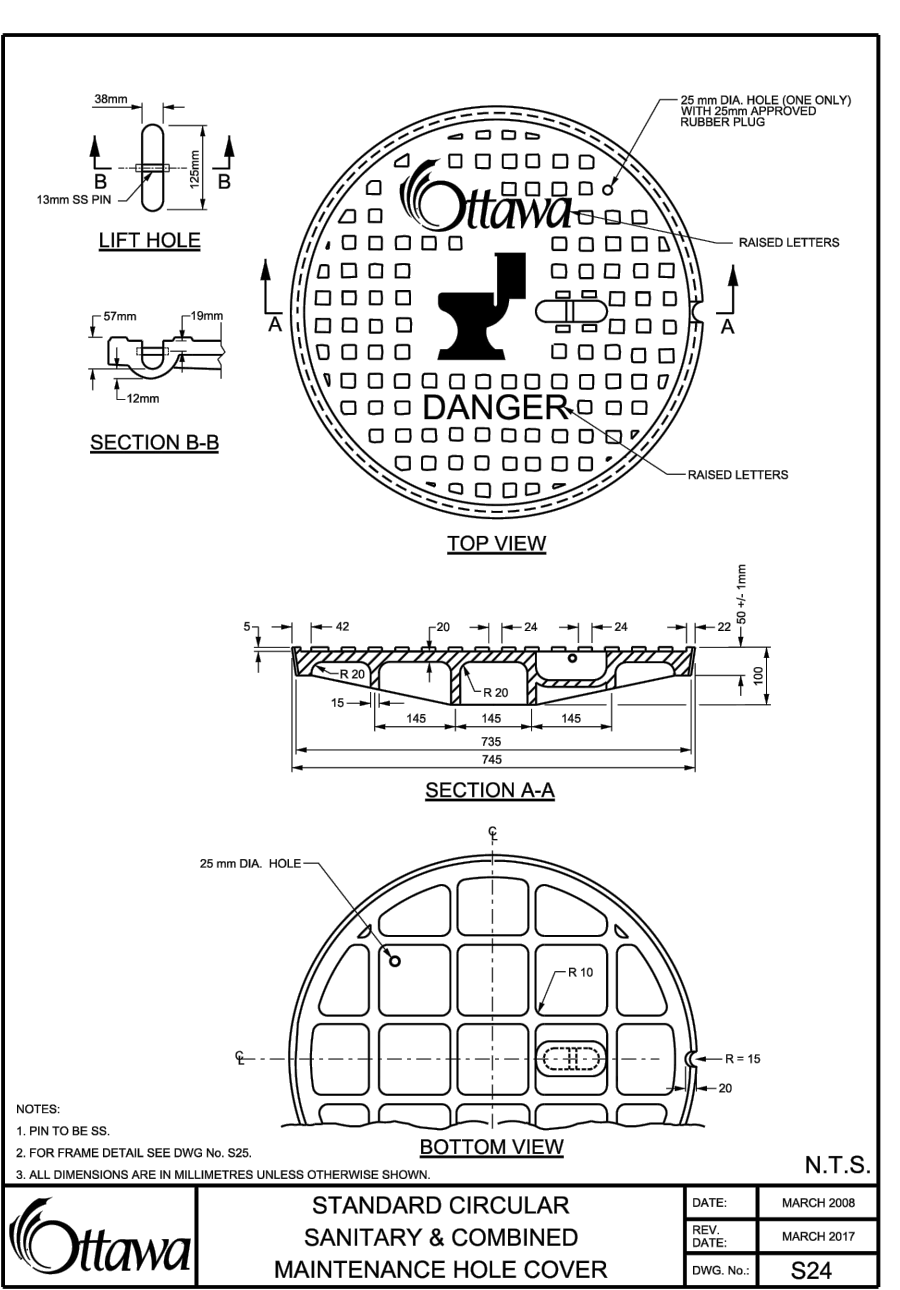 38mm
B
B
125mm
13mm SS PIN
LIFT HOLE
57mm
19mm
12mm
SECTION B-B
25 mm DIA. HOLE (ONE ONLY)
WITH 25mm APPROVED
RUBBER PLUG
Ottawa
RAISED LETTERS
A
A
DANGER
RAISED LETTERS
TOP VIEW
5
42
20
24
24
22
50 +/- 1mm
R 20
R 20
100
15
145
145
145
735
745
SECTION A-A
℄
25 mm DIA. HOLE
R 10
℄
R = 15
20
BOTTOM VIEW
NOTES:
1. PIN TO BE SS.
2. FOR FRAME DETAIL SEE DWG No. S25.
3. ALL DIMENSIONS ARE IN MILLIMETRES UNLESS OTHERWISE SHOWN.
N.T.S.
Ottawa
STANDARD CIRCULAR
SANITARY & COMBINED
MAINTENANCE HOLE COVER
DATE: MARCH 2008
REV.
DATE: MARCH 2017
DWG. No.: S24